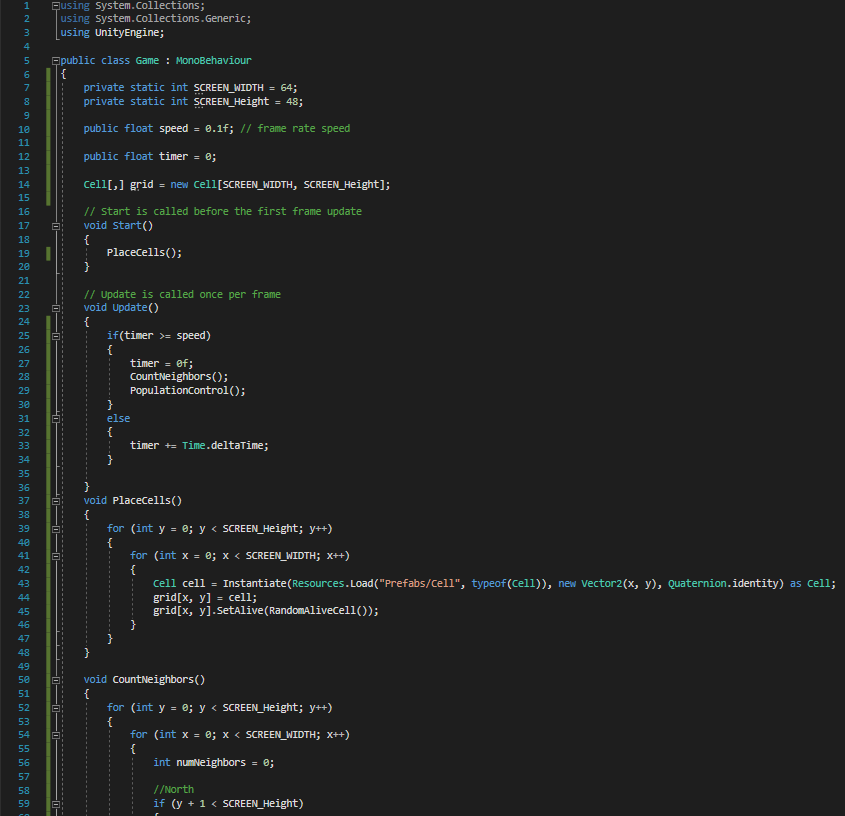 1 using System.Collections;
2 using System.Collections.Generic;
3 using UnityEngine;
4
5 public class Game : MonoBehaviour
6 {
7 private static int SCREEN_WIDTH = 64;
8 private static int SCREEN_Height = 48;
9
10 public float speed = 0.1f; // frame rate speed
11
12 public float timer = 0;
13
14 Cell[,] grid = new Cell[SCREEN_WIDTH, SCREEN_Height];
15
16 // Start is called before the first frame update
17 void Start()
18 {
19 PlaceCells();
20 }
21
22 // Update is called once per frame
23 void Update()
24 {
25 if(timer >= speed)
26 {
27 timer = 0f;
28 CountNeighbors();
29 PopulationControl();
30 }
31 else
32 {
33 timer += Time.deltaTime;
34 }
35
36 }
37 void PlaceCells()
38 {
39 for (int y = 0; y < SCREEN_Height; y++)
40 {
41 for (int x = 0; x < SCREEN_WIDTH; x++)
42 {
43 Cell cell = Instantiate(Resources.Load("Prefabs/Cell", typeof(Cell)), new Vector2(x, y), Quaternion.identity) as Cell;
44 grid[x, y] = cell;
45 grid[x, y].SetAlive(RandomAliveCell());
46 }
47 }
48 }
49
50 void CountNeighbors()
51 {
52 for (int y = 0; y < SCREEN_Height; y++)
53 {
54 for (int x = 0; x < SCREEN_WIDTH; x++)
55 {
56 int numNeighbors = 0;
57
58 //North
59 if (y + 1 < SCREEN_Height)